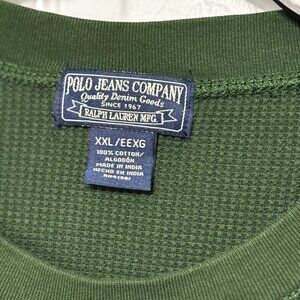 POLO JEANS COMPANY
Quality Denim Goods
SINCE 1967
RALPH LAUREN MFG.
XXL/EEXG
100% COTTON/
ALGODÓN
MADE IN INDIA
HECHO EN INDIA